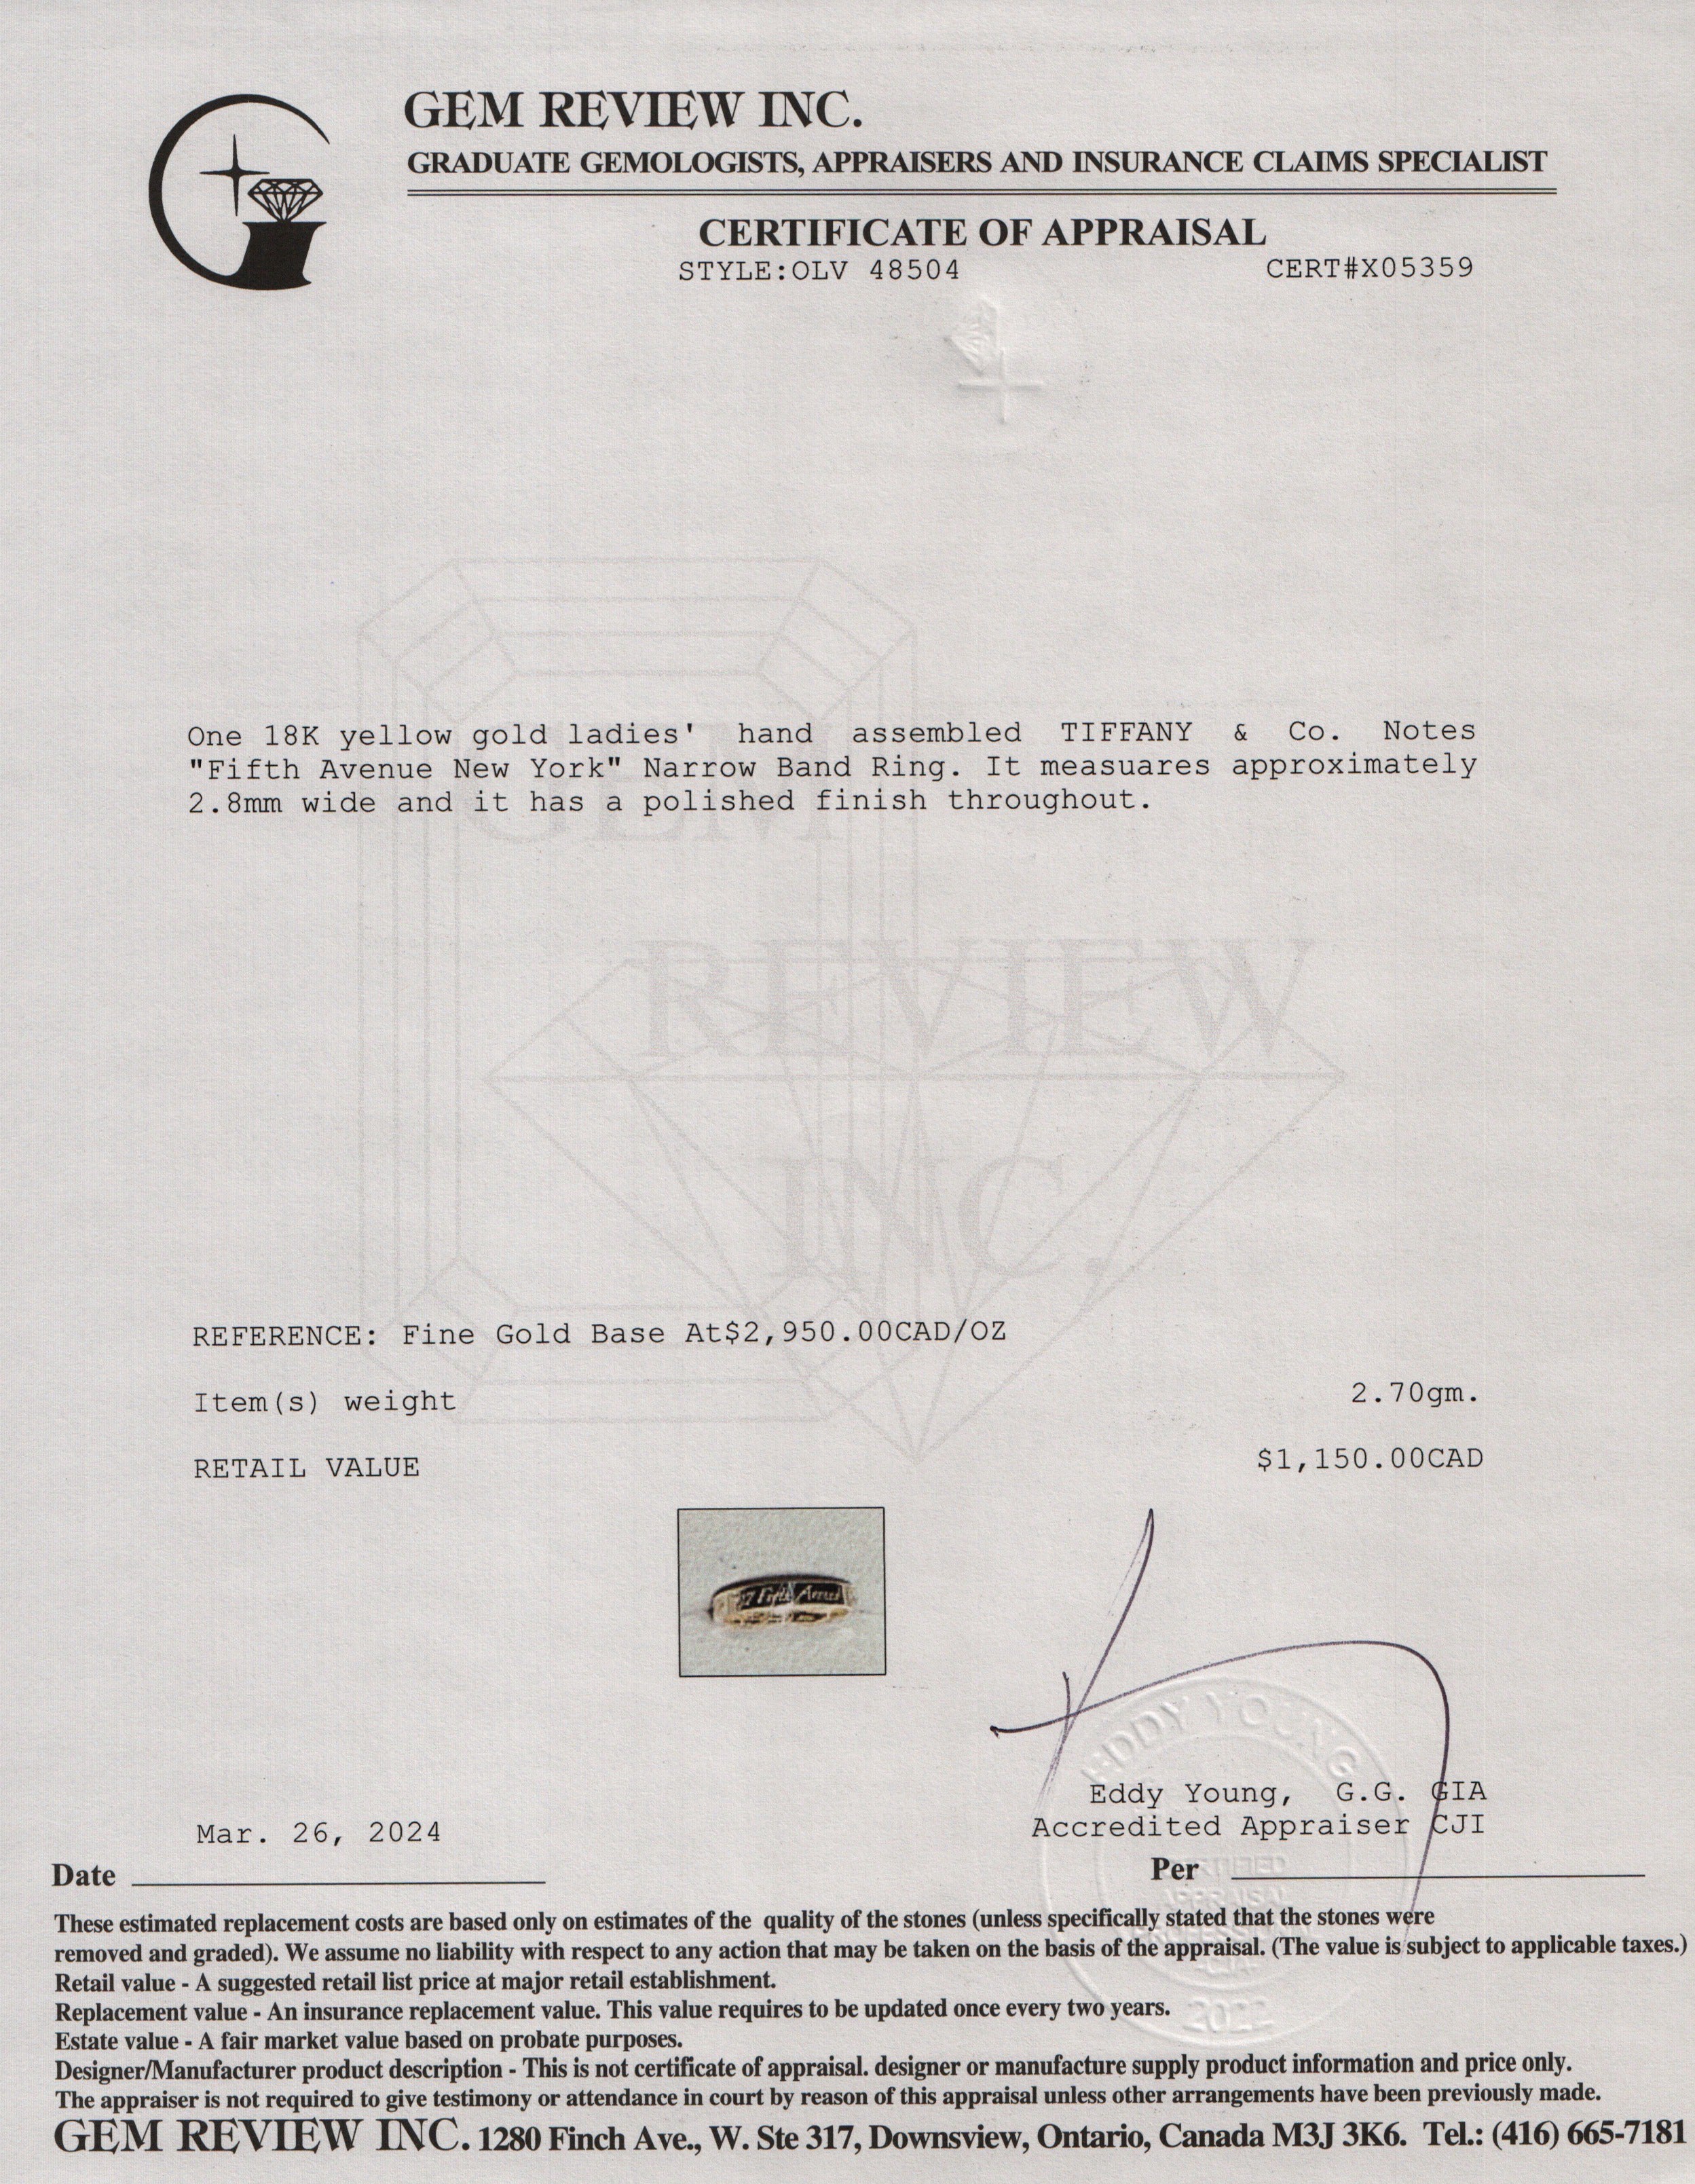 GEM REVIEW INC.
GRADUATE GEMOLOGISTS, APPRAISERS AND INSURANCE CLAIMS SPECIALIST
CERTIFICATE OF APPRAISAL
STYLE:OLV 48504 CERT#X05359
One 18K yellow gold ladies' hand assembled TIFFANY & Co. Notes
"Fifth Avenue New York" Narrow Band Ring. It measuares approximately
2.8mm wide and it has a polished finish throughout.
GEM
REVIEW
INC.
REFERENCE: Fine Gold Base At$2,950.00CAD/OZ
Item(s) weight 2.70gm.
RETAIL VALUE $1,150.00CAD
Fifth
EDDY YOUNG
Eddy Young, G.G. GIA
Accredited Appraiser CJI
Mar. 26, 2024
Date Per
CERTIFIED
APPRAISAL
PROFESSIONAL
2022
These estimated replacement costs are based only on estimates of the quality of the stones (unless specifically stated that the stones were
removed and graded). We assume no liability with respect to any action that may be taken on the basis of the appraisal. (The value is subject to applicable taxes.)
Retail value - A suggested retail list price at major retail establishment.
Replacement value - An insurance replacement value. This value requires to be updated once every two years.
Estate value - A fair market value based on probate purposes.
Designer/Manufacturer product description - This is not certificate of appraisal. designer or manufacture supply product information and price only.
The appraiser is not required to give testimony or attendance in court by reason of this appraisal unless other arrangements have been previously made.
GEM REVIEW INC. 1280 Finch Ave., W. Ste 317, Downsview, Ontario, Canada M3J 3K6. Tel.: (416) 665-7181